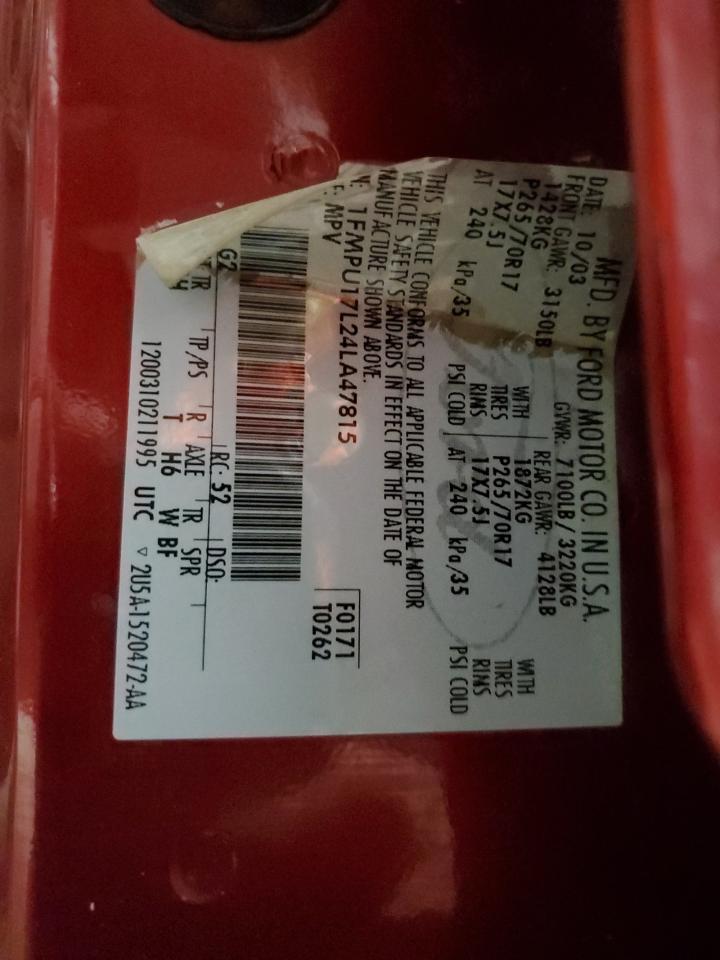 MFD. BY FORD MOTOR CO. IN U.S.A.
DATE: 10/03 GVWR: 7100LB/ 3220KG
FRONT GAWR: 3150LB REAR GAWR: 4128LB
1428KG WITH 1872KG WITH
P265/70R17 TIRES P265/70R17 TIRES
17X7.5J RIMS 17X7.5J RIMS
AT 240 kPa/35 PSI COLD AT 240 kPa/35 PSI COLD
THIS VEHICLE CONFORMS TO ALL APPLICABLE FEDERAL MOTOR
VEHICLE SAFETY STANDARDS IN EFFECT ON THE DATE OF
MANUFACTURE SHOWN ABOVE.
: 1FMPU17L24LA47815 F0171
: MPV T0262
G2 RC: 52 DSO:
TR TP/PS R AXLE TR SPR
T H6 W BF
1200310211995 UTC ▽ 2U5A-1520472-AA